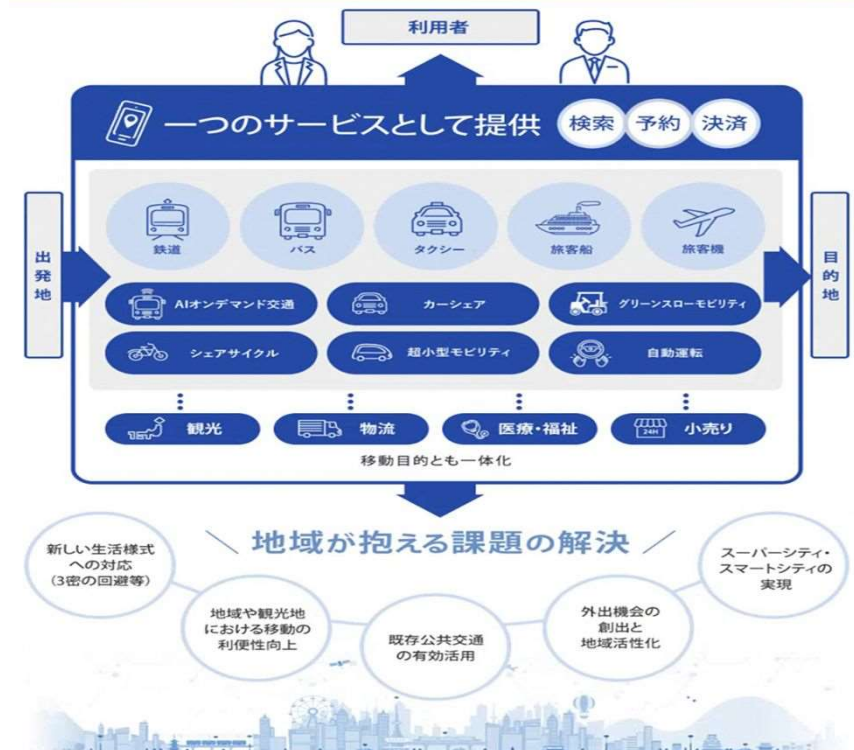 利用者
一つのサービスとして提供 検索 予約 決済
出発地
目的地
鉄道 バス タクシー 旅客船 旅客機
AIオンデマンド交通 カーシェア グリーンスローモビリティ
シェアサイクル 超小型モビリティ 自動運転
観光 物流 医療・福祉 24H 小売り
移動目的とも一体化
地域が抱える課題の解決
新しい生活様式
への対応
(3密の回避等)
地域や観光地
における移動の
利便性向上
既存公共交通
の有効活用
外出機会の
創出と
地域活性化
スーパーシティ・
スマートシティの
実現